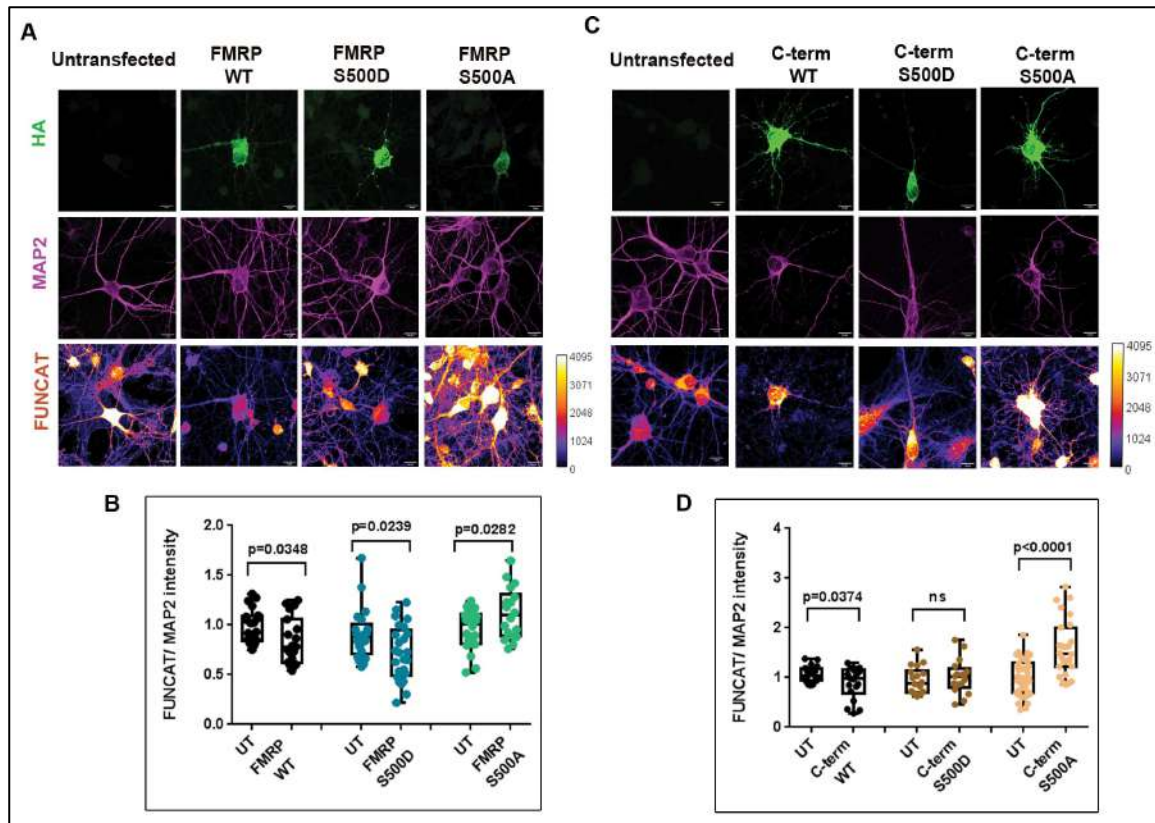 A
Untransfected
FMRP
WT
FMRP
S500D
FMRP
S500A
HA
MAP2
FUNCAT
4095
3071
2048
1024
0
B
FUNCAT/ MAP2 intensity
2.0
1.5
1.0
0.5
0.0
p=0.0348
p=0.0239
p=0.0282
UT
FMRP
WT
UT
FMRP
S500D
UT
FMRP
S500A
C
Untransfected
C-term
WT
C-term
S500D
C-term
S500A
4095
3071
2048
1024
0
D
FUNCAT/ MAP2 intensity
4
3
2
1
0
p=0.0374
ns
p<0.0001
UT
C-term
WT
UT
C-term
S500D
UT
C-term
S500A